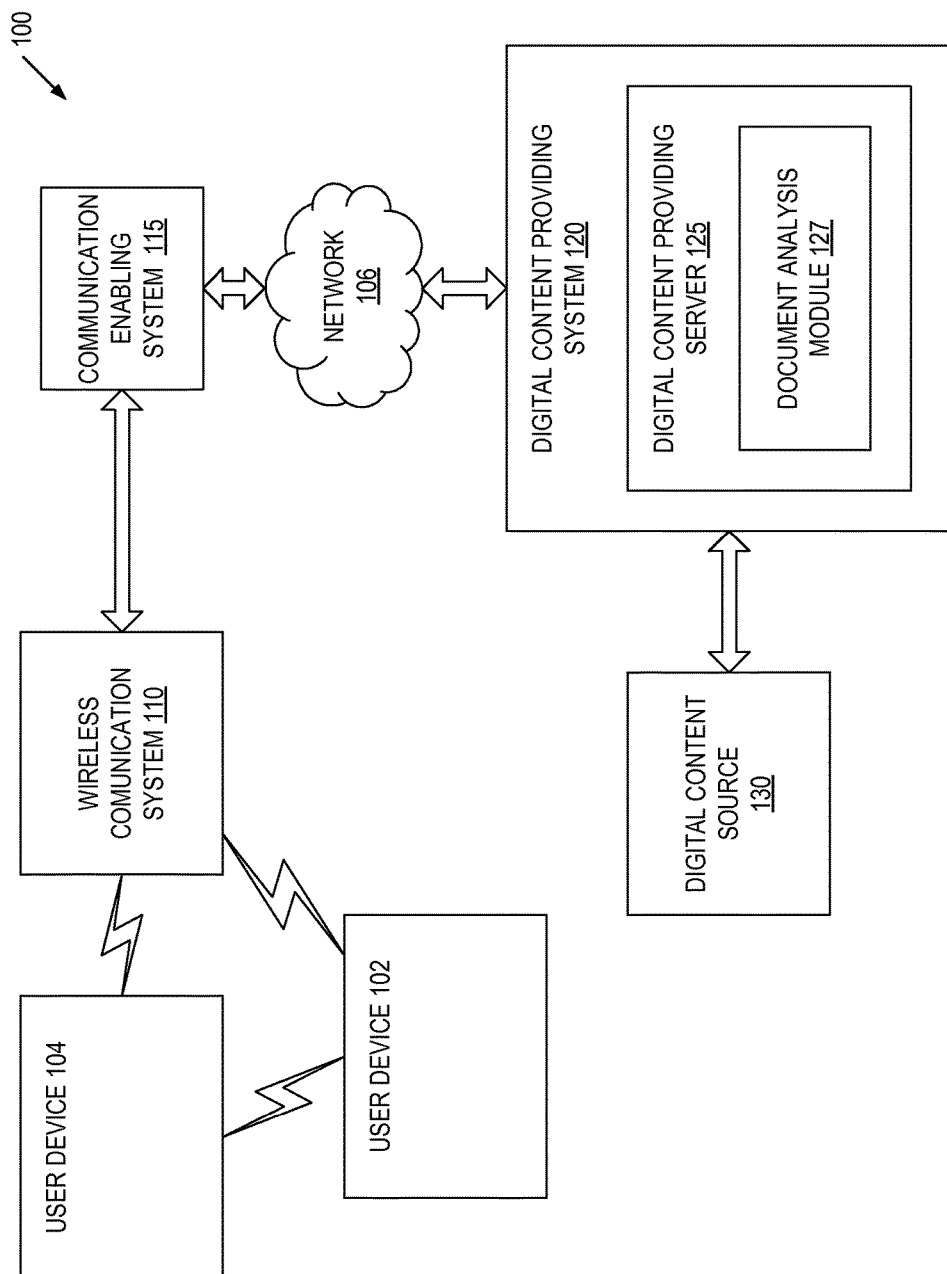 100
USER DEVICE 104
WIRELESS
COMUNICATION
SYSTEM 110
COMMUNICATION
ENABLING
SYSTEM 115
USER DEVICE 102
NETWORK
106
DIGITAL CONTENT
SOURCE
130
DIGITAL CONTENT PROVIDING
SYSTEM 120
DIGITAL CONTENT PROVIDING
SERVER 125
DOCUMENT ANALYSIS
MODULE 127